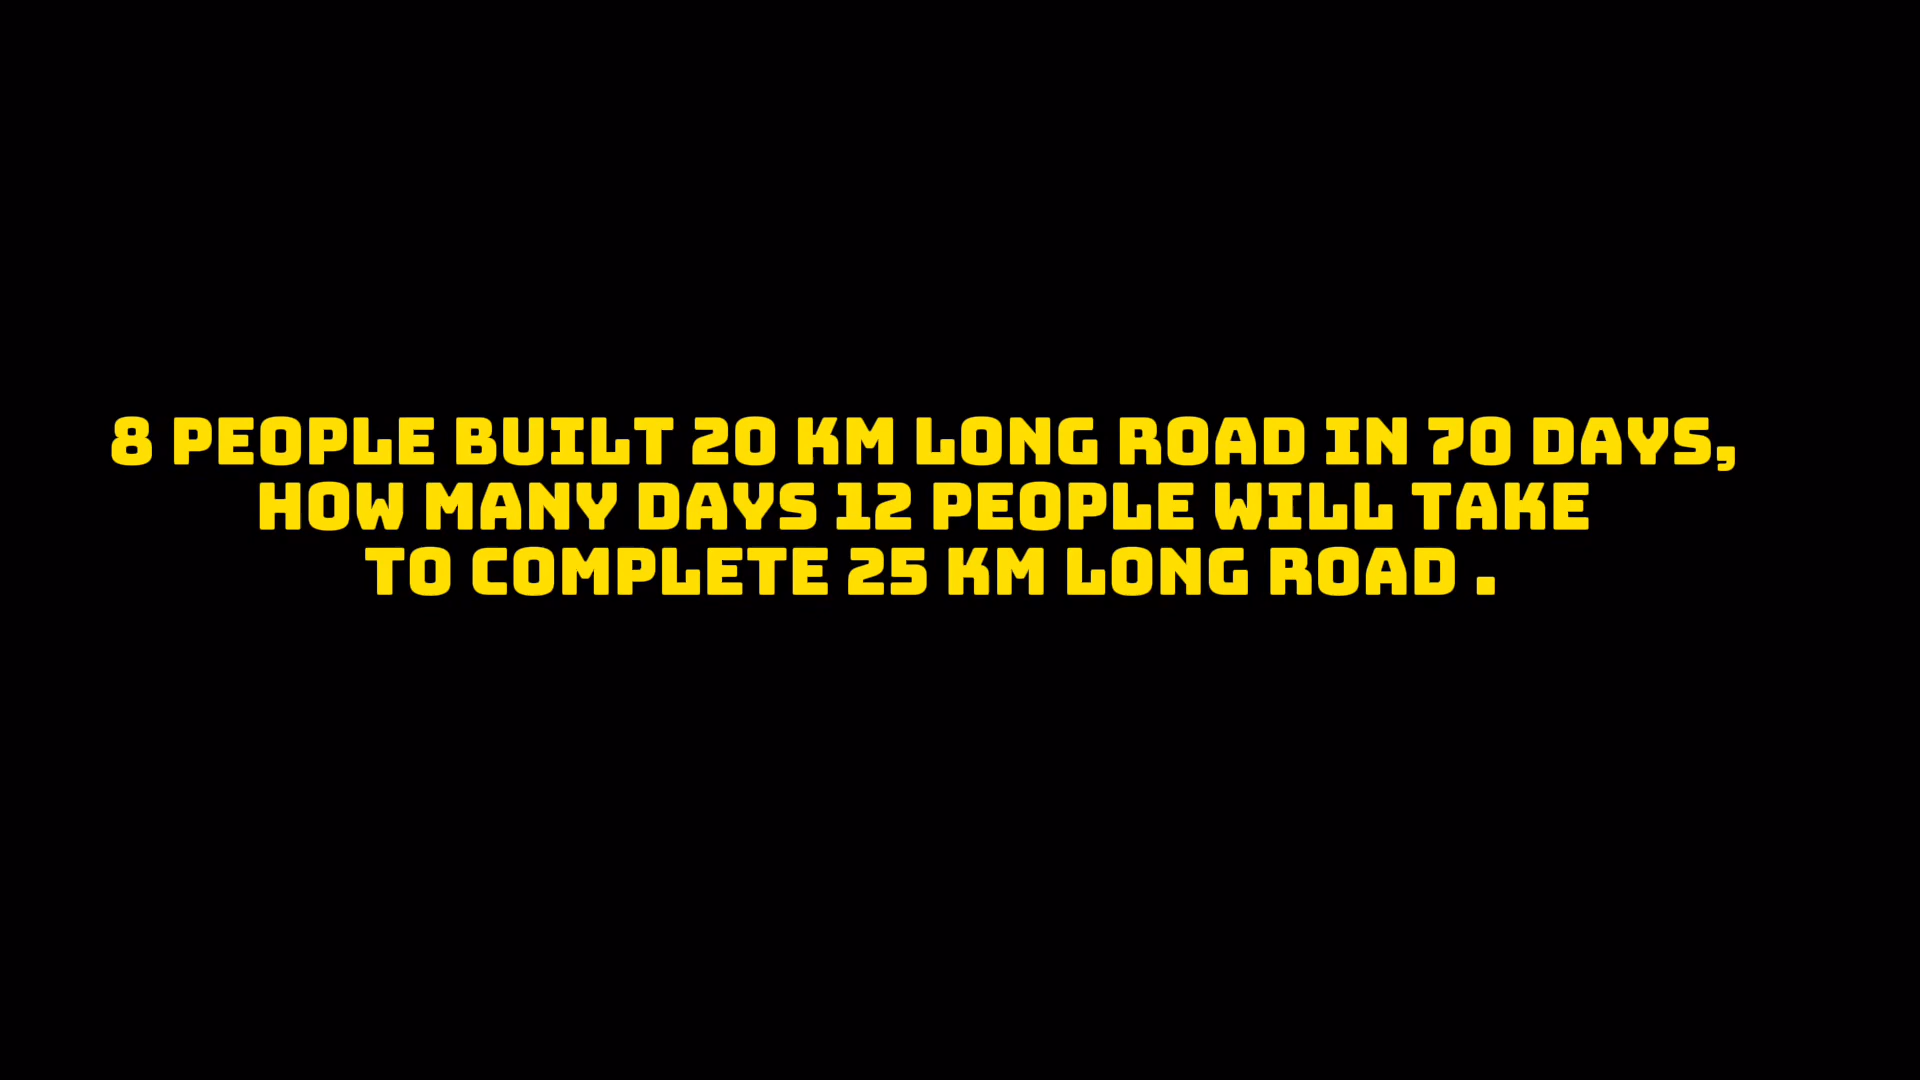 8 PEOPLE BUILT 20 KM LONG ROAD IN 70 DAYS,
HOW MANY DAYS 12 PEOPLE WILL TAKE
TO COMPLETE 25 KM LONG ROAD .